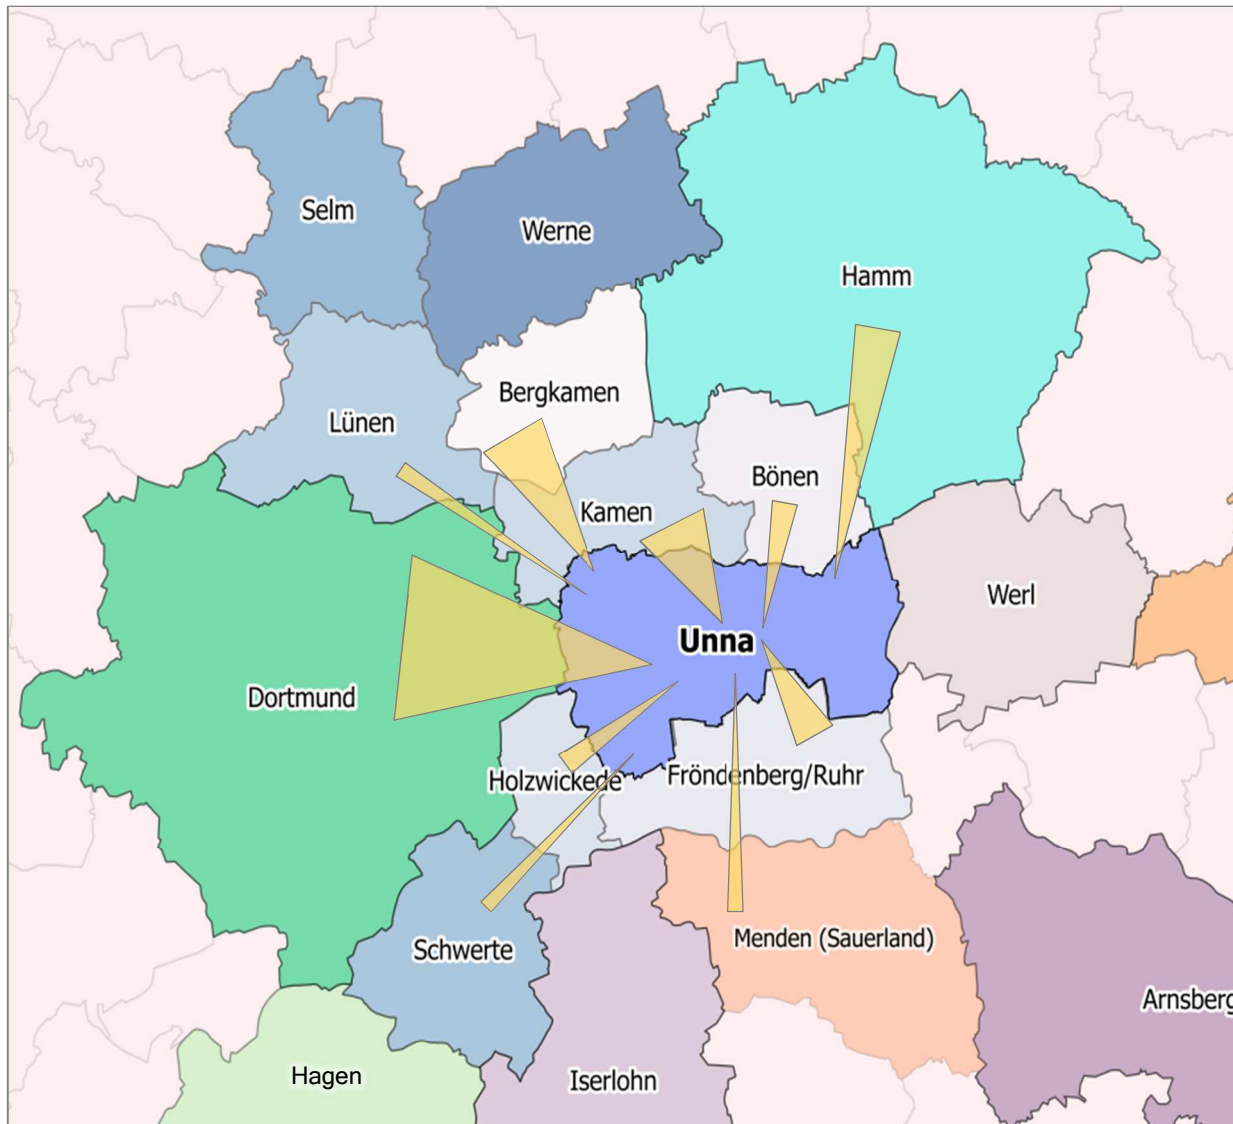 Selm
Werne
Hamm
Bergkamen
Lünen
Bönen
Kamen
Werl
Unna
Dortmund
Holzwickede
Fröndenberg/Ruhr
Schwerte
Menden (Sauerland)
Arnsberg
Hagen
Iserlohn